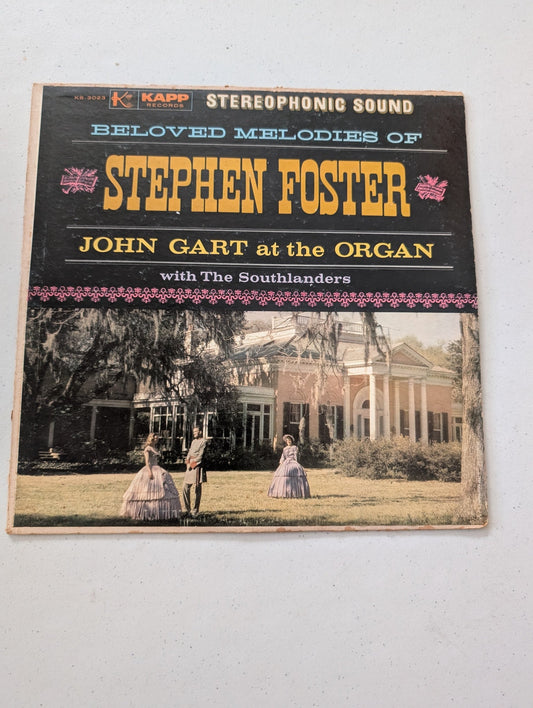 KS-3023 K KAPP RECORDS STEREOPHONIC SOUND
BELOVED MELODIES OF
STEPHEN FOSTER
JOHN GART at the ORGAN
with The Southlanders